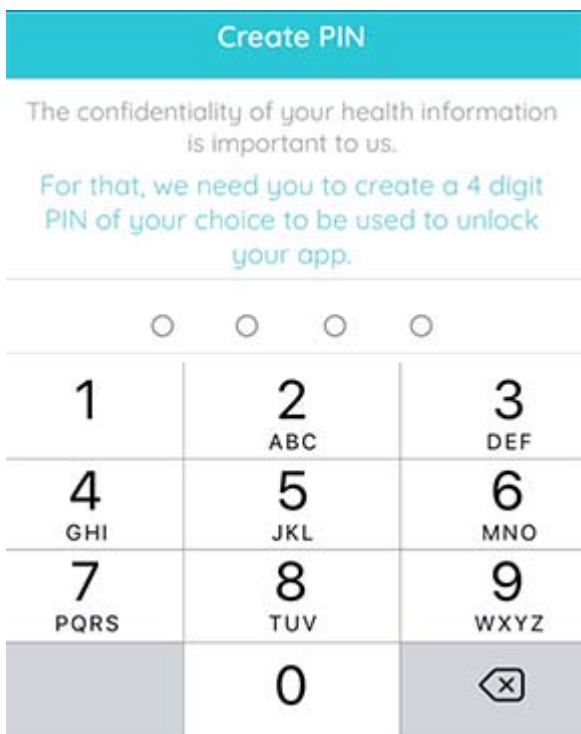 Create PIN
The confidentiality of your health information
is important to us.
For that, we need you to create a 4 digit
PIN of your choice to be used to unlock
your app.
1
2
ABC
3
DEF
4
GHI
5
JKL
6
MNO
7
PQRS
8
TUV
9
WXYZ
0